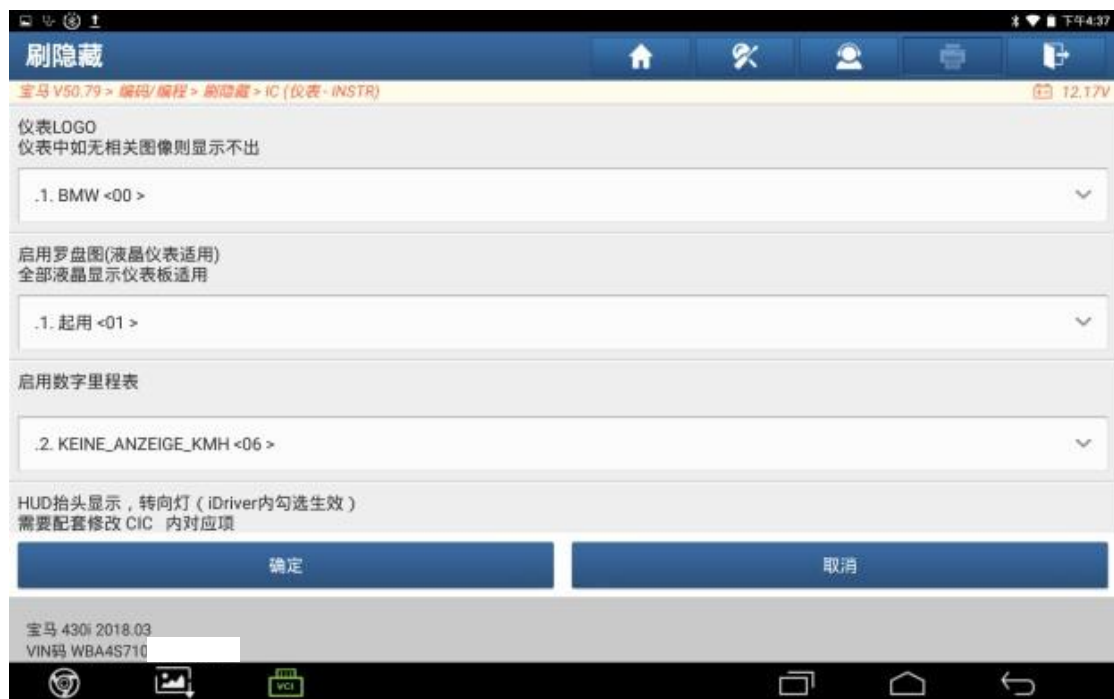 下午4:37
刷隐藏
宝马 V50.79 > 编码/编程 > 刷隐藏 > IC (仪表 - INSTR)
12.17V
仪表LOGO
仪表中如无相关图像则显示不出
.1. BMW <00 >
启用罗盘图(液晶仪表适用)
全部液晶显示仪表板适用
.1. 起用 <01 >
启用数字里程表
.2. KEINE_ANZEIGE_KMH <06 >
HUD抬头显示，转向灯（iDriver内勾选生效）
需要配套修改 CIC 内对应项
确定
取消
宝马 430i 2018.03
VIN码 WBA4S710
VCI